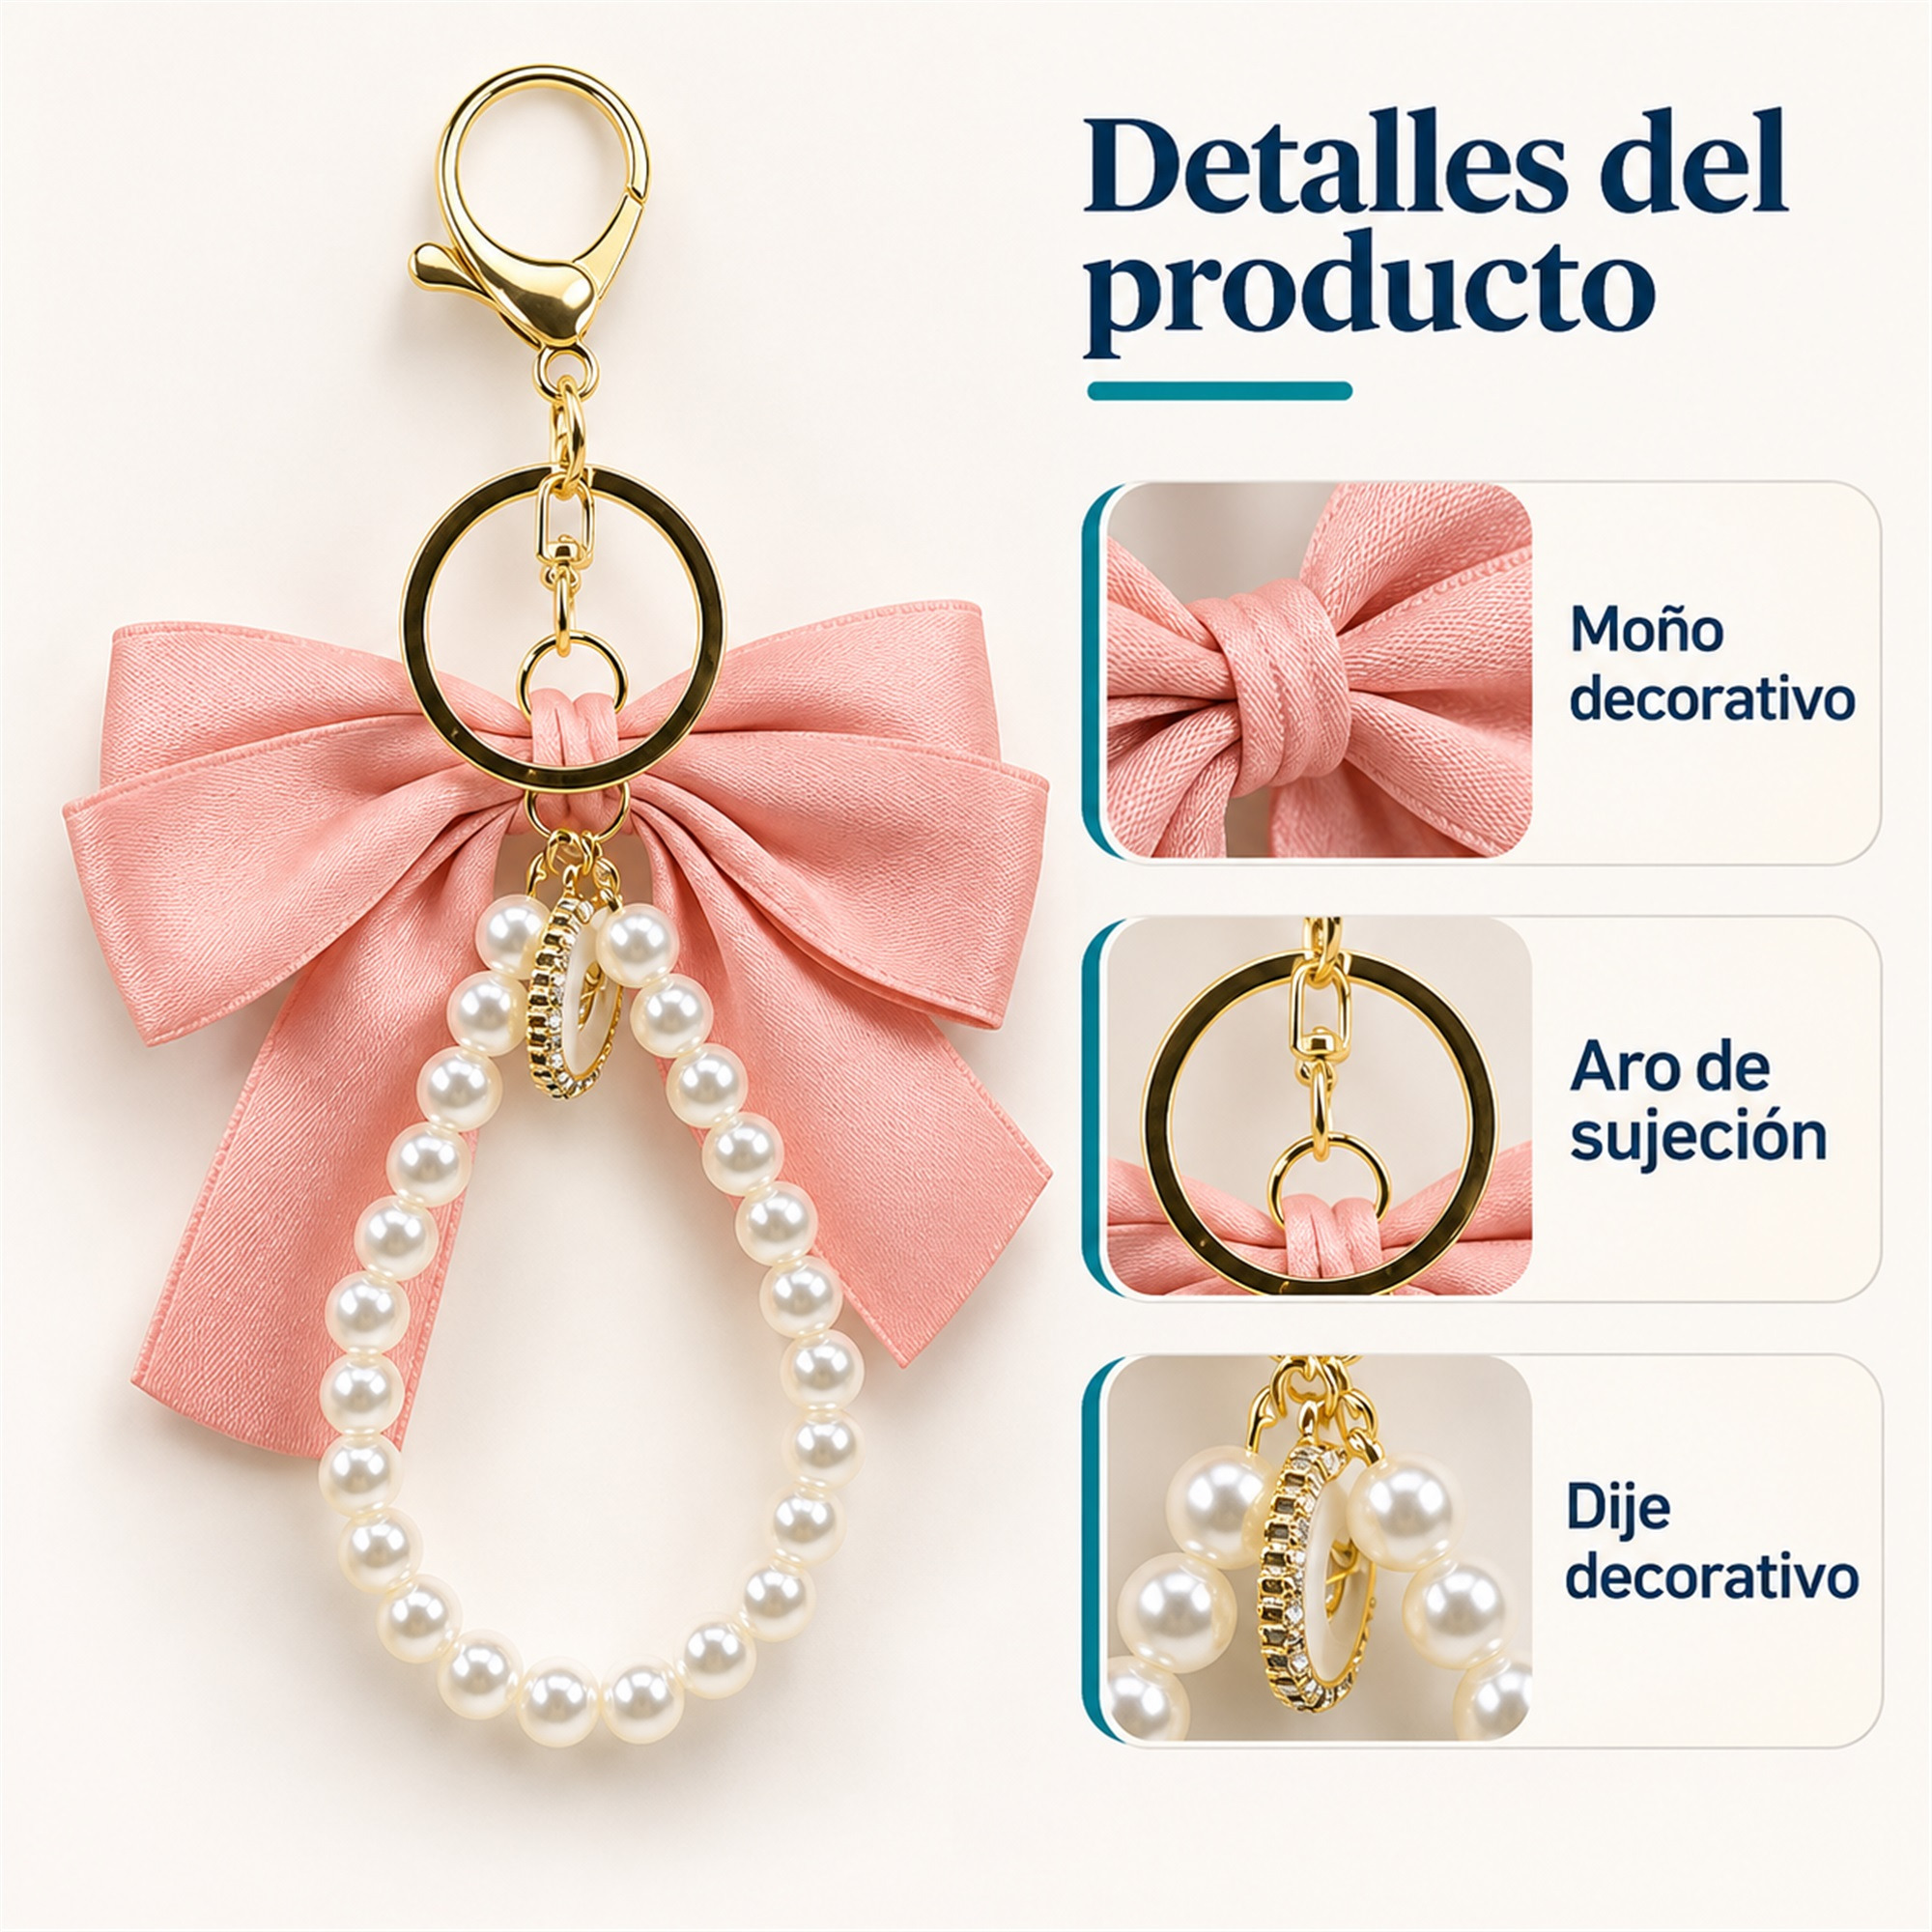 Detalles del
producto
Moño
decorativo
Aro de
sujeción
Dije
decorativo